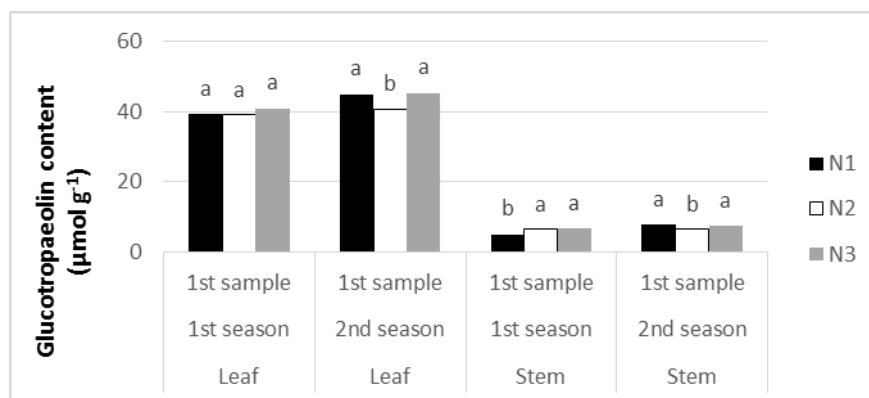 Glucotropaeolin content
(µmol g-1)
60
40
20
0
a a a
a b a
b a a
a b a
N1
N2
N3
1st sample 1st sample 1st sample 1st sample
1st season 2nd season 1st season 2nd season
Leaf Leaf Stem Stem